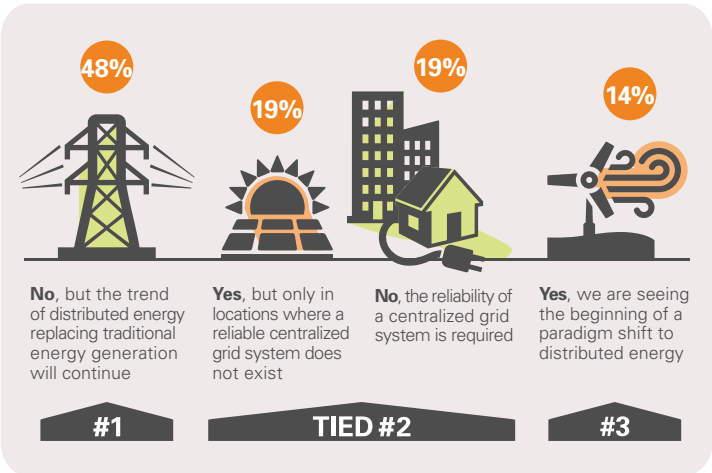 48%
19%
19%
14%
No, but the trend
of distributed energy
replacing traditional
energy generation
will continue
Yes, but only in
locations where a
reliable centralized
grid system does
not exist
No, the reliability of
a centralized grid
system is required
Yes, we are seeing
the beginning of a
paradigm shift to
distributed energy
#1
TIED #2
#3